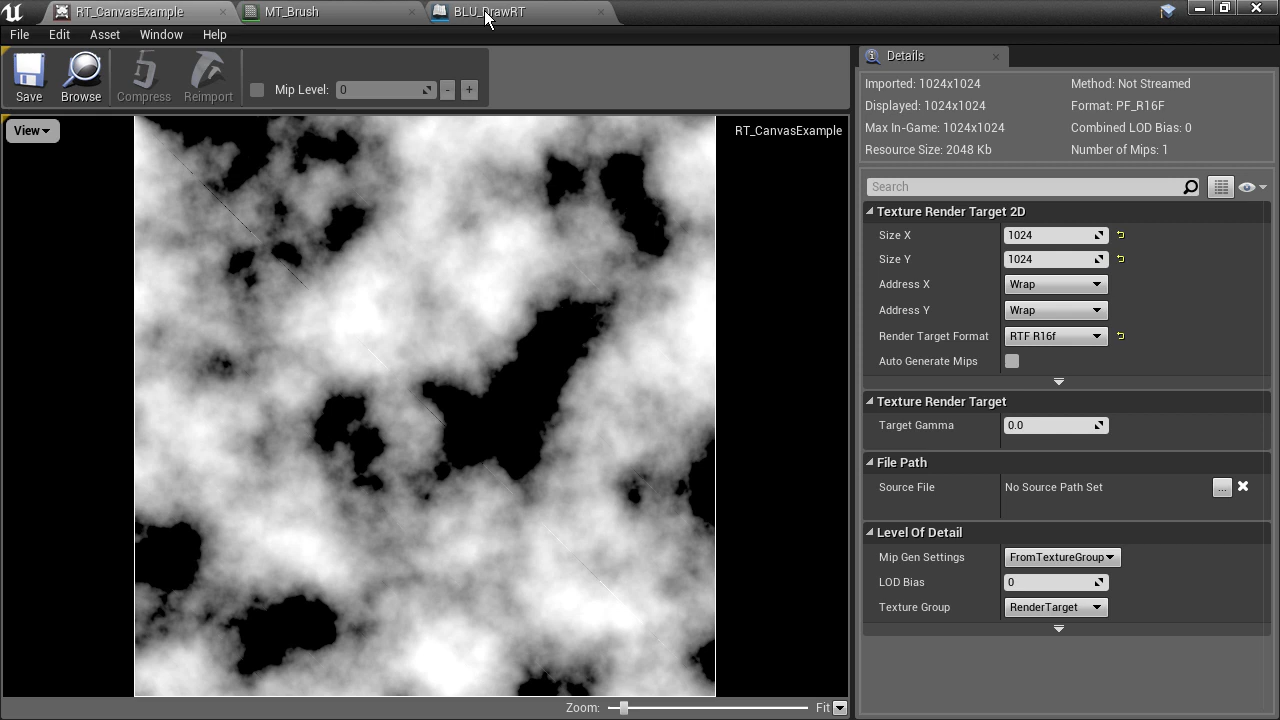 RT_CanvasExample MT_Brush BLU_DrawRT
File Edit Asset Window Help
Save Browse Compress Reimport Mip Level: 0 - +
View
RT_CanvasExample
Zoom: Fit
Details
Imported: 1024x1024 Method: Not Streamed
Displayed: 1024x1024 Format: PF_R16F
Max In-Game: 1024x1024 Combined LOD Bias: 0
Resource Size: 2048 Kb Number of Mips: 1
Search
Texture Render Target 2D
Size X 1024
Size Y 1024
Address X Wrap
Address Y Wrap
Render Target Format RTF R16f
Auto Generate Mips
Texture Render Target
Target Gamma 0.0
File Path
Source File No Source Path Set ...
Level Of Detail
Mip Gen Settings FromTextureGroup
LOD Bias 0
Texture Group RenderTarget